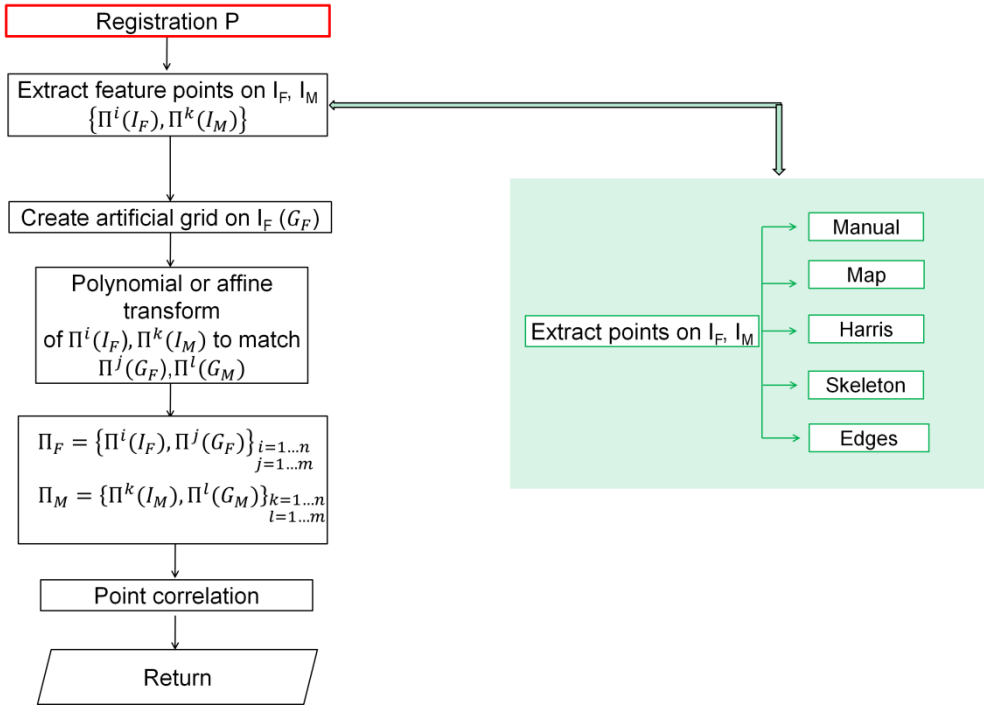 Registration P
Extract feature points on I_F, I_M
{Π^i(I_F), Π^k(I_M)}
Create artificial grid on I_F (G_F)
Polynomial or affine
transform
of Π^i(I_F), Π^k(I_M) to match
Π^j(G_F), Π^l(G_M)
Π_F = {Π^i(I_F), Π^j(G_F)}_{i=1…n
j=1…m}
Π_M = {Π^k(I_M), Π^l(G_M)}_{k=1…n
l=1…m}
Point correlation
Return
Extract points on I_F, I_M
Manual
Map
Harris
Skeleton
Edges